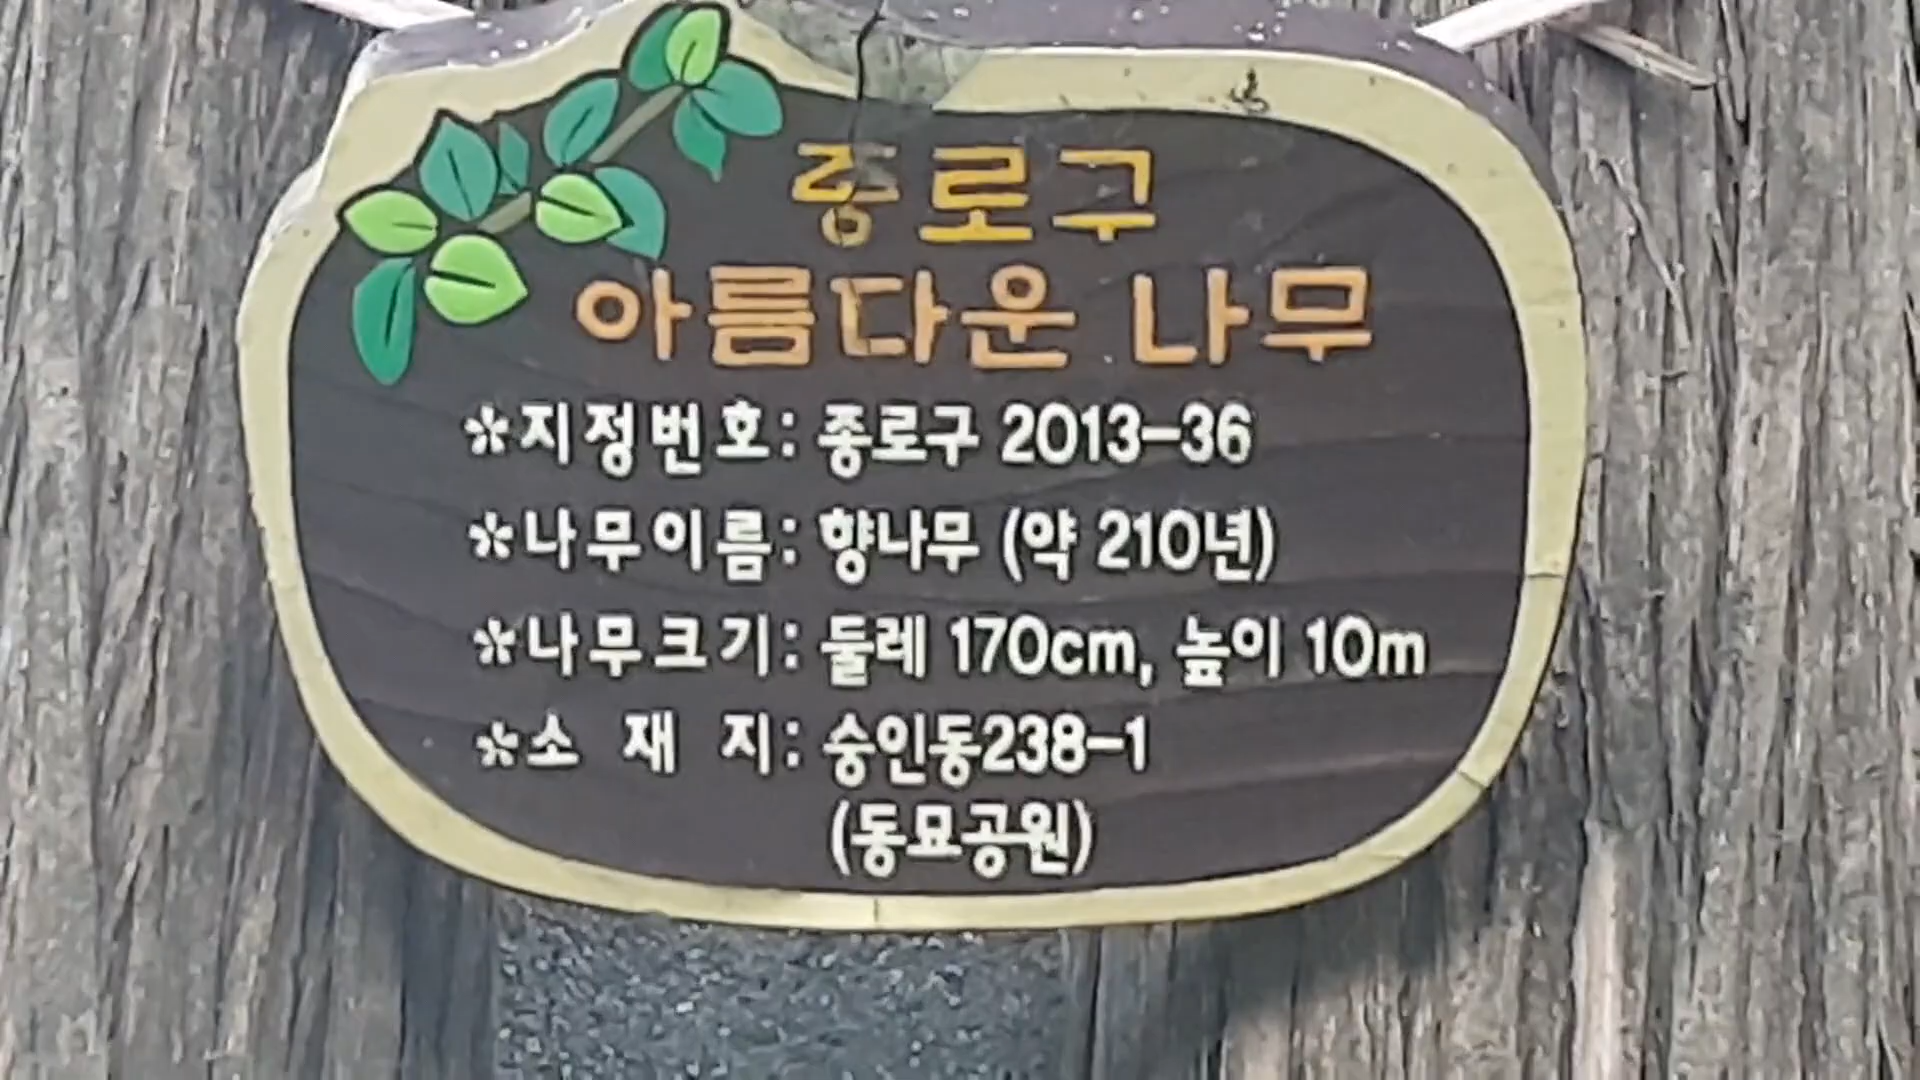 종로구
아름다운 나무
✲지정번호: 종로구 2013-36
✲나무이름: 향나무 (약 210년)
✲나무크기: 둘레 170cm, 높이 10m
✲소 재 지: 숭인동238-1
(동묘공원)